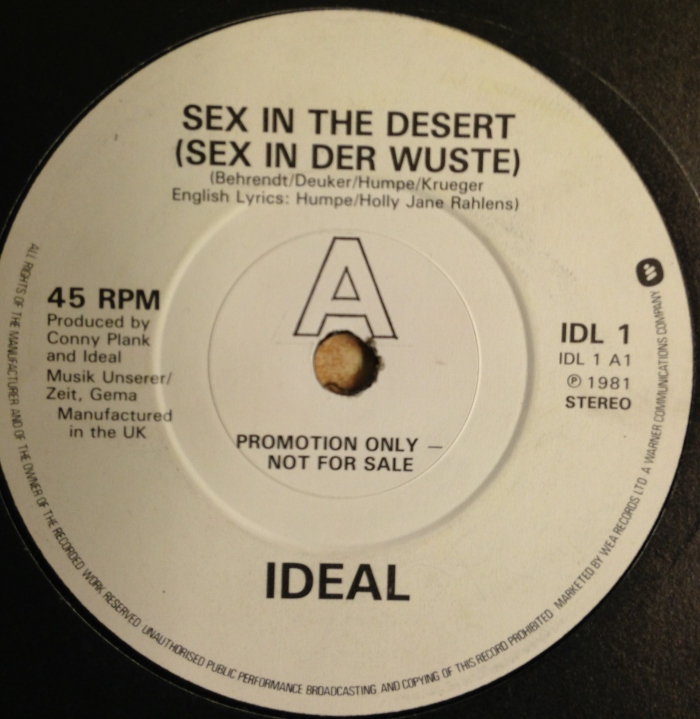 SEX IN THE DESERT
(SEX IN DER WUSTE)
(Behrendt/Deuker/Humpe/Krueger
English Lyrics: Humpe/Holly Jane Rahlens)
A
45 RPM
Produced by
Conny Plank
and Ideal
Musik Unserer/
Zeit, Gema
Manufactured
in the UK
IDL 1
IDL 1 A1
℗ 1981
STEREO
PROMOTION ONLY —
NOT FOR SALE
IDEAL
ALL RIGHTS OF THE MANUFACTURER AND OF THE OWNER OF THE RECORDED WORK RESERVED UNAUTHORISED PUBLIC PERFORMANCE BROADCASTING AND COPYING OF THIS RECORD PROHIBITED MARKETED BY WEA RECORDS LTD A WARNER COMMUNICATIONS COMPANY